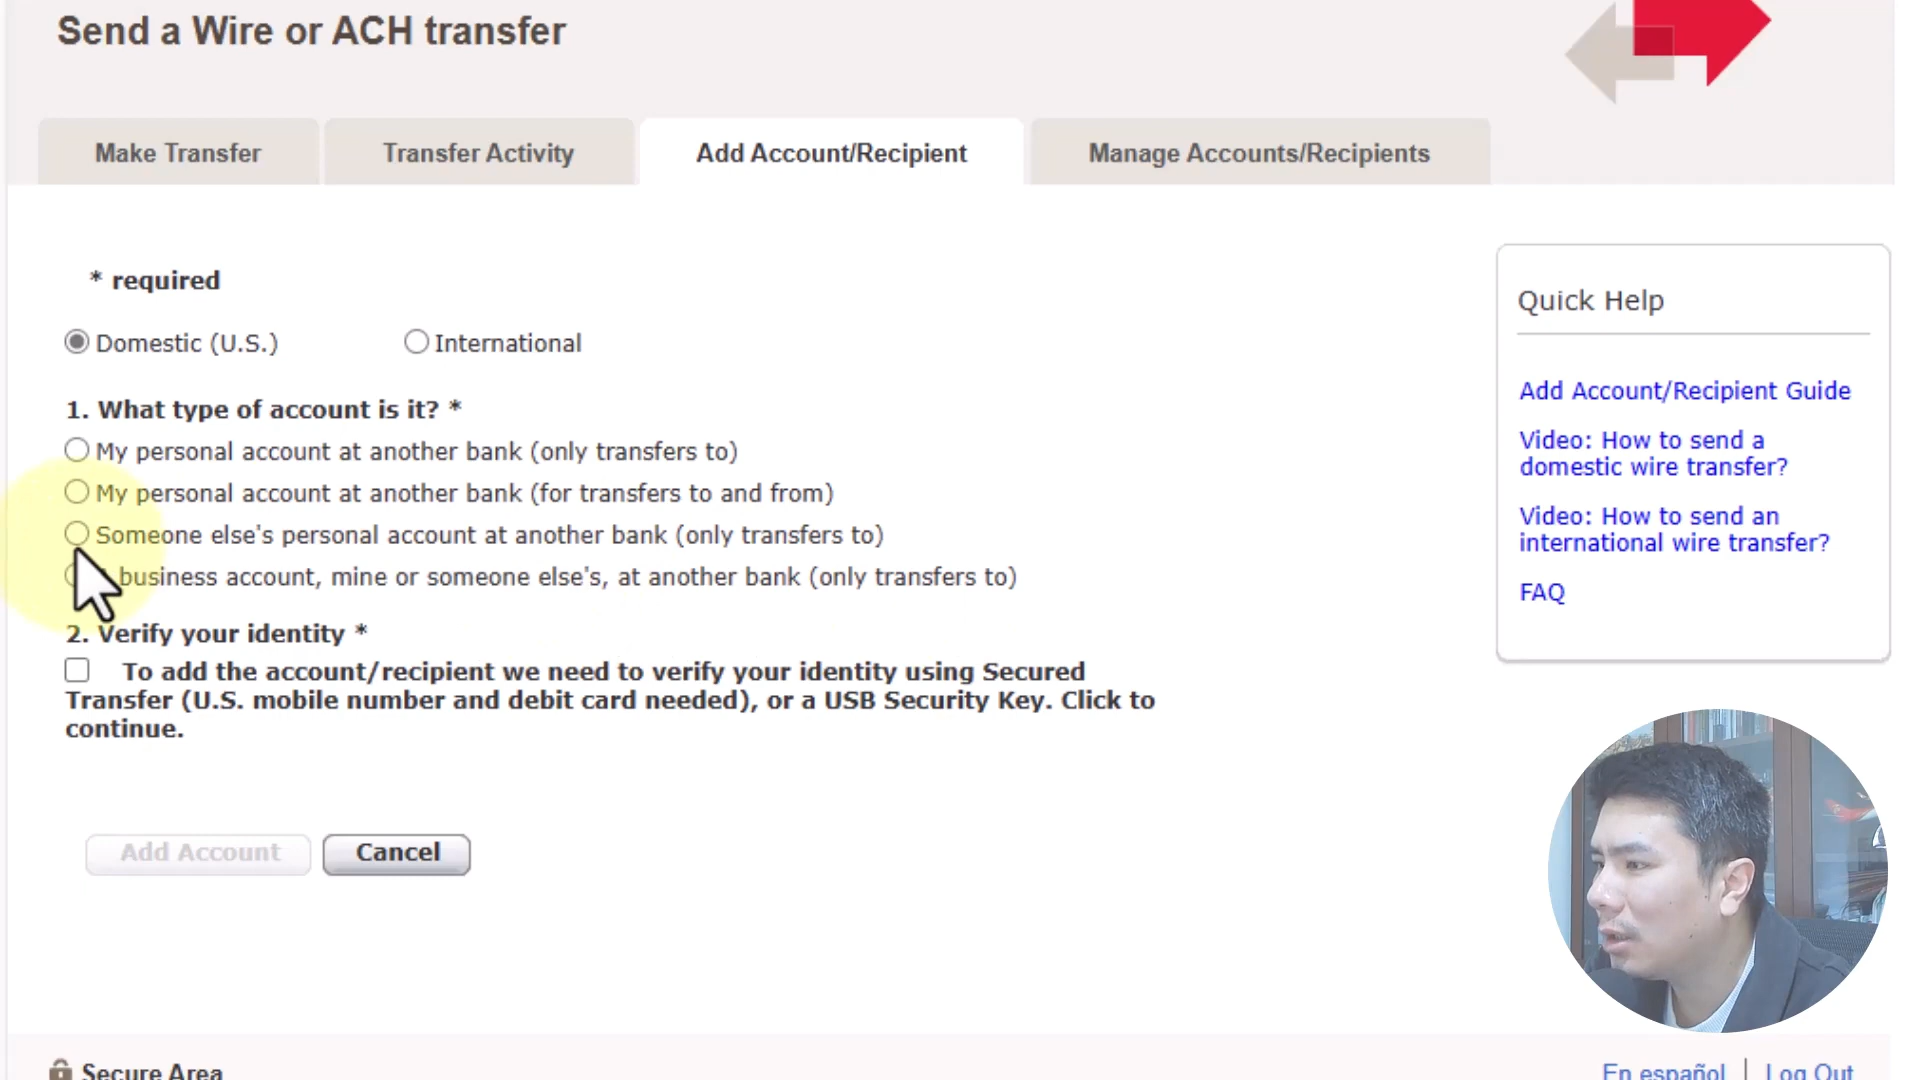 Send a Wire or ACH transfer
Make Transfer
Transfer Activity
Add Account/Recipient
Manage Accounts/Recipients
* required
Domestic (U.S.)
International
1. What type of account is it? *
My personal account at another bank (only transfers to)
My personal account at another bank (for transfers to and from)
Someone else's personal account at another bank (only transfers to)
business account, mine or someone else's, at another bank (only transfers to)
2. Verify your identity *
To add the account/recipient we need to verify your identity using Secured
Transfer (U.S. mobile number and debit card needed), or a USB Security Key. Click to
continue.
Add Account
Cancel
Quick Help
Add Account/Recipient Guide
Video: How to send a
domestic wire transfer?
Video: How to send an
international wire transfer?
FAQ
Secure Area
En español
Log Out